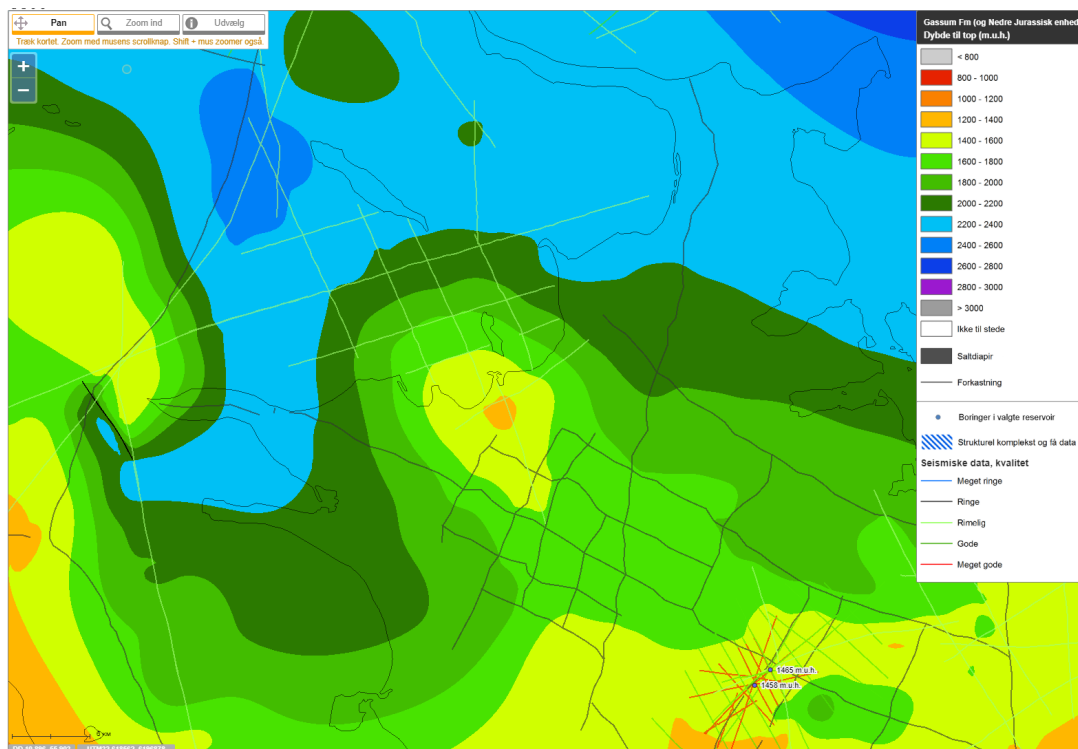 Pan
Zoom ind
Udvælg
Træk kortet. Zoom med musens scrollknap. Shift + mus zoomer også.
+
−
Gassum Fm (og Nedre Jurassisk enhed
Dybde til top (m.u.h.)
< 800
800 - 1000
1000 - 1200
1200 - 1400
1400 - 1600
1600 - 1800
1800 - 2000
2000 - 2200
2200 - 2400
2400 - 2600
2600 - 2800
2800 - 3000
> 3000
Ikke til stede
Saltdiapir
Forkastning
Boringer i valgte reservoir
Strukturel komplekst og få data
Seismiske data, kvalitet
Meget ringe
Ringe
Rimelig
Gode
Meget gode
1465 m.u.h.
1458 m.u.h.
6 KM